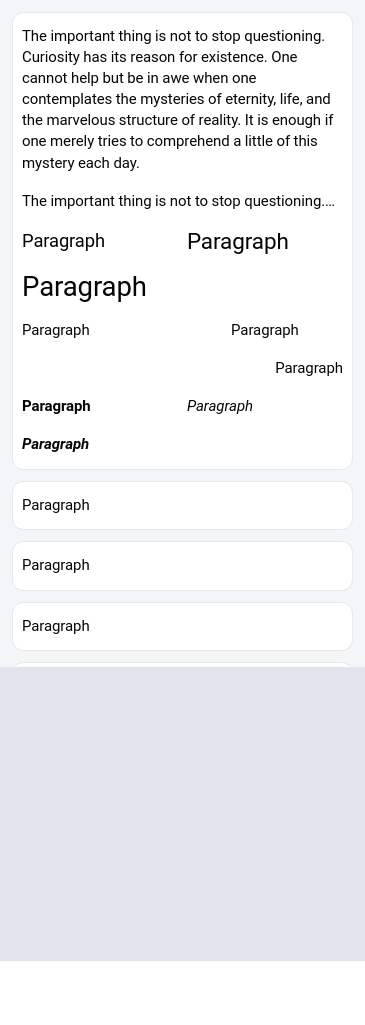 The important thing is not to stop questioning.
Curiosity has its reason for existence. One
cannot help but be in awe when one
contemplates the mysteries of eternity, life, and
the marvelous structure of reality. It is enough if
one merely tries to comprehend a little of this
mystery each day.
The important thing is not to stop questioning.…
Paragraph Paragraph
Paragraph
Paragraph Paragraph
Paragraph
Paragraph Paragraph
Paragraph
Paragraph
Paragraph
Paragraph